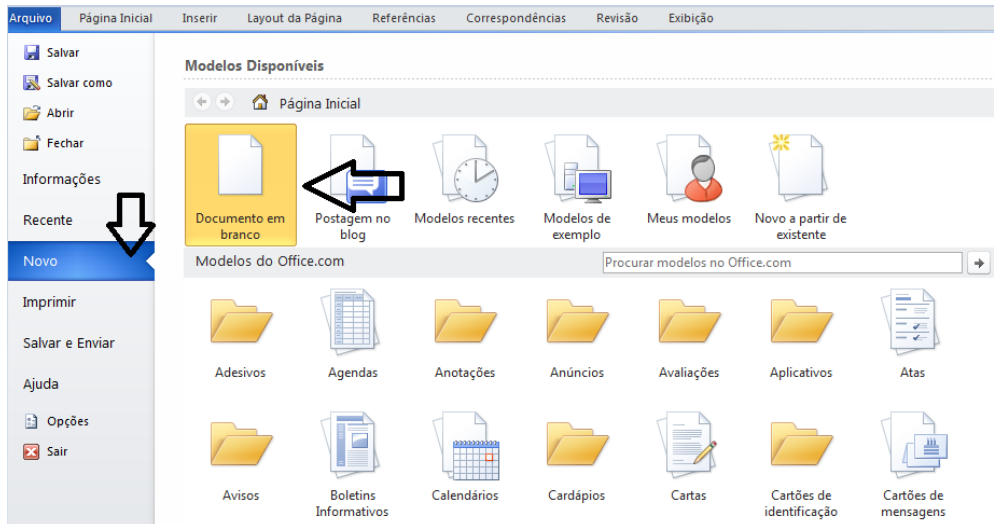 Arquivo Página Inicial Inserir Layout da Página Referências Correspondências Revisão Exibição
Salvar
Salvar como
Abrir
Fechar
Informações
Recente
Novo
Imprimir
Salvar e Enviar
Ajuda
Opções
Sair
Modelos Disponíveis
Página Inicial
Documento em
branco
Postagem no
blog
Modelos recentes
Modelos de
exemplo
Meus modelos
Novo a partir de
existente
Modelos do Office.com
Procurar modelos no Office.com
Adesivos
Agendas
Anotações
Anúncios
Avaliações
Aplicativos
Atas
Avisos
Boletins
Informativos
Calendários
Cardápios
Cartas
Cartões de
identificação
Cartões de
mensagens